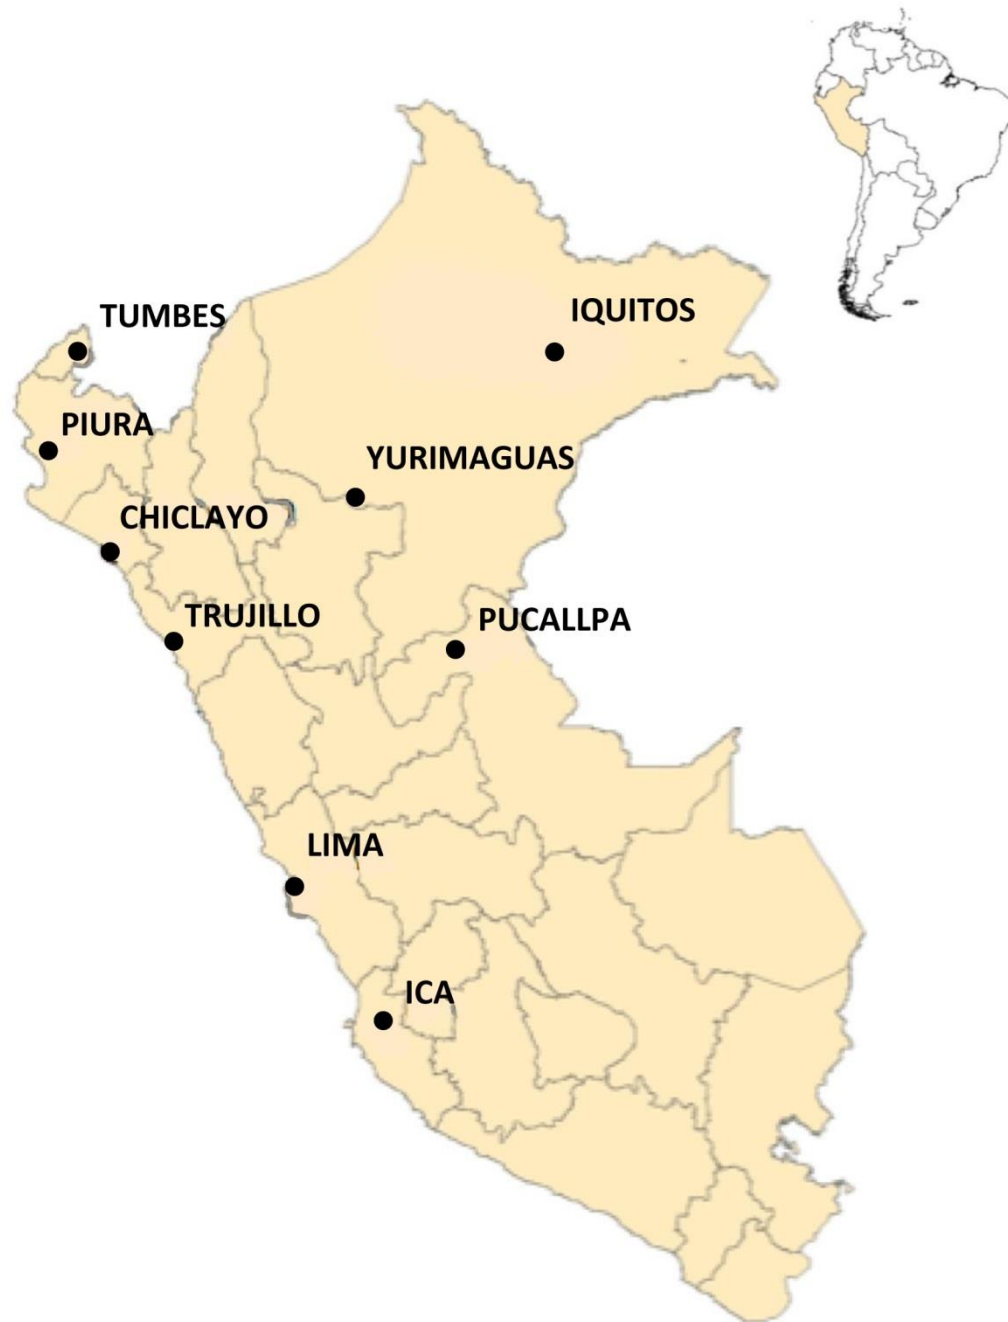 TUMBES
IQUITOS
PIURA
YURIMAGUAS
CHICLAYO
TRUJILLO
PUCALLPA
LIMA
ICA